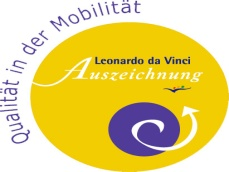 Qualität in der Mobilität
Leonardo da Vinci
Auszeichnung